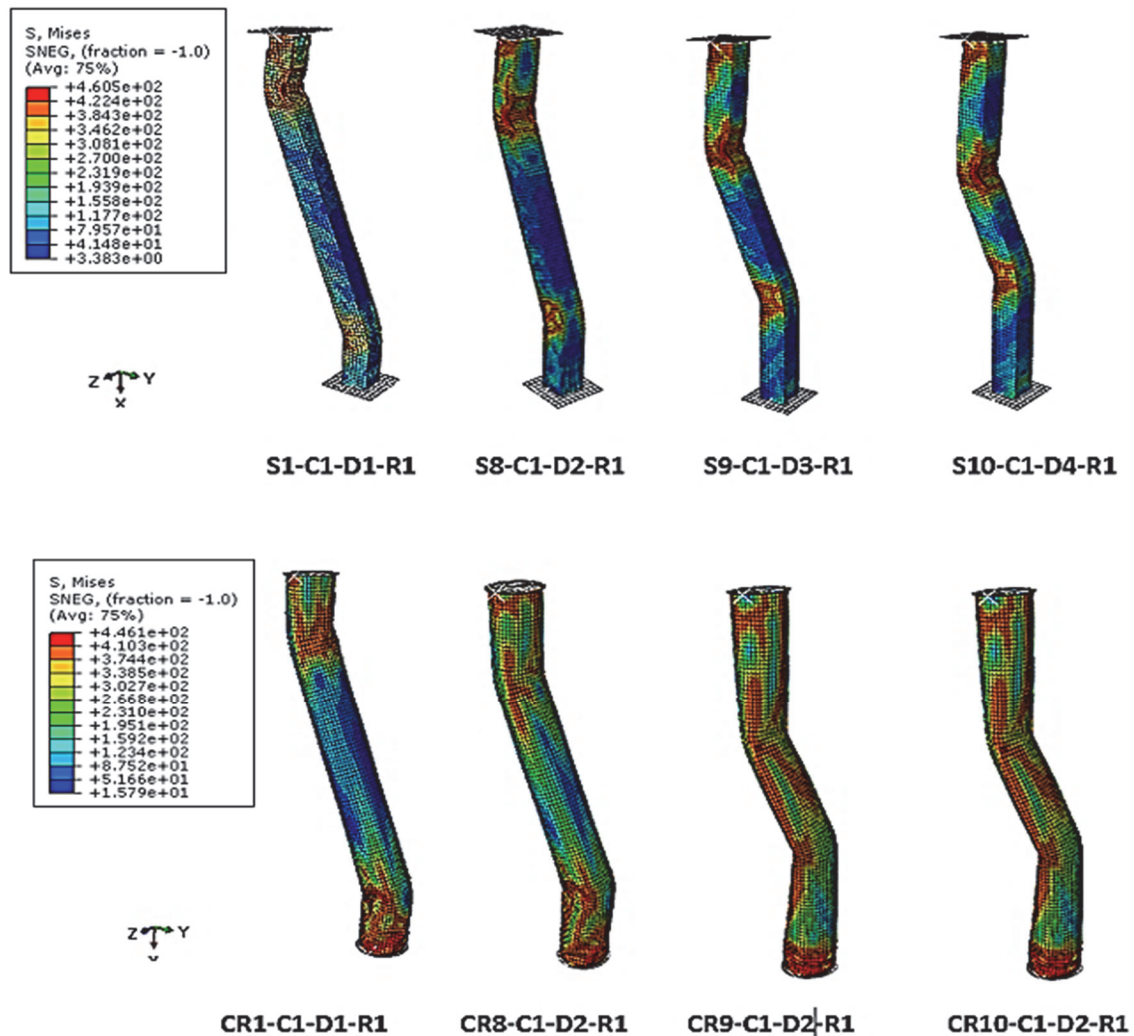 S, Mises
SNEG, (fraction = -1.0)
(Avg: 75%)
+4.605e+02
+4.224e+02
+3.843e+02
+3.462e+02
+3.081e+02
+2.700e+02
+2.319e+02
+1.939e+02
+1.558e+02
+1.177e+02
+7.957e+01
+4.148e+01
+3.383e+00
Z Y
X
S1-C1-D1-R1 S8-C1-D2-R1 S9-C1-D3-R1 S10-C1-D4-R1
S, Mises
SNEG, (fraction = -1.0)
(Avg: 75%)
+4.461e+02
+4.103e+02
+3.744e+02
+3.385e+02
+3.027e+02
+2.668e+02
+2.310e+02
+1.951e+02
+1.592e+02
+1.234e+02
+8.752e+01
+5.166e+01
+1.579e+01
Z Y
CR1-C1-D1-R1 CR8-C1-D2-R1 CR9-C1-D2-R1 CR10-C1-D2-R1